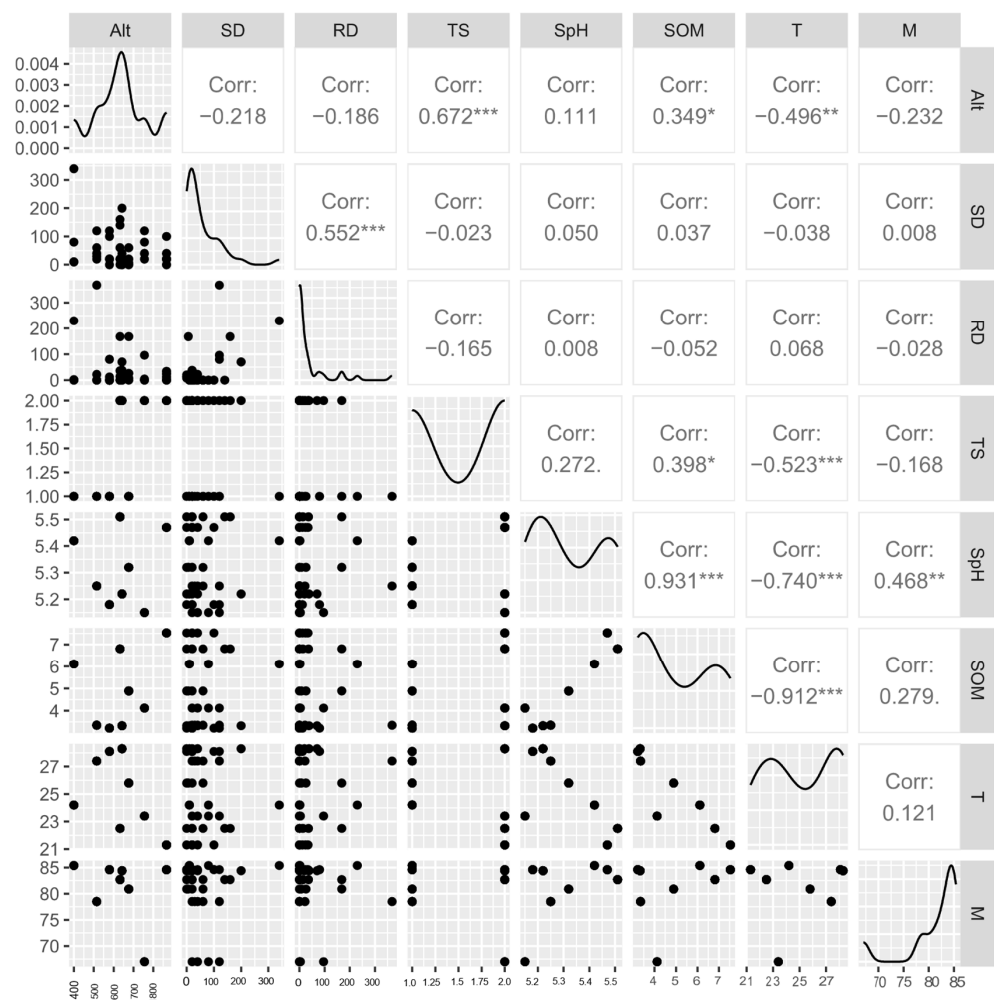 Alt SD RD TS SpH SOM T M
0.004
0.003
0.002
0.001
0.000
Corr: Corr: Corr: Corr: Corr: Corr: Corr:
−0.218 −0.186 0.672*** 0.111 0.349* −0.496** −0.232
Alt
300
200
100
0
Corr: Corr: Corr: Corr: Corr: Corr:
0.552*** −0.023 0.050 0.037 −0.038 0.008
SD
300
200
100
0
Corr: Corr: Corr: Corr: Corr:
−0.165 0.008 −0.052 0.068 −0.028
RD
2.00
1.75
1.50
1.25
1.00
Corr: Corr: Corr: Corr:
0.272. 0.398* −0.523*** −0.168
TS
5.5
5.4
5.3
5.2
Corr: Corr: Corr:
0.931*** −0.740*** 0.468**
SpH
7
6
5
4
Corr: Corr:
−0.912*** 0.279.
SOM
27
25
23
21
Corr:
0.121
T
85
80
75
70
M
400 500 600 700 800 0 100 200 300 0 100 200 300 1.0 1.25 1.5 1.75 2.0 5.2 5.3 5.4 5.5 4 5 6 7 21 23 25 27 70 75 80 85